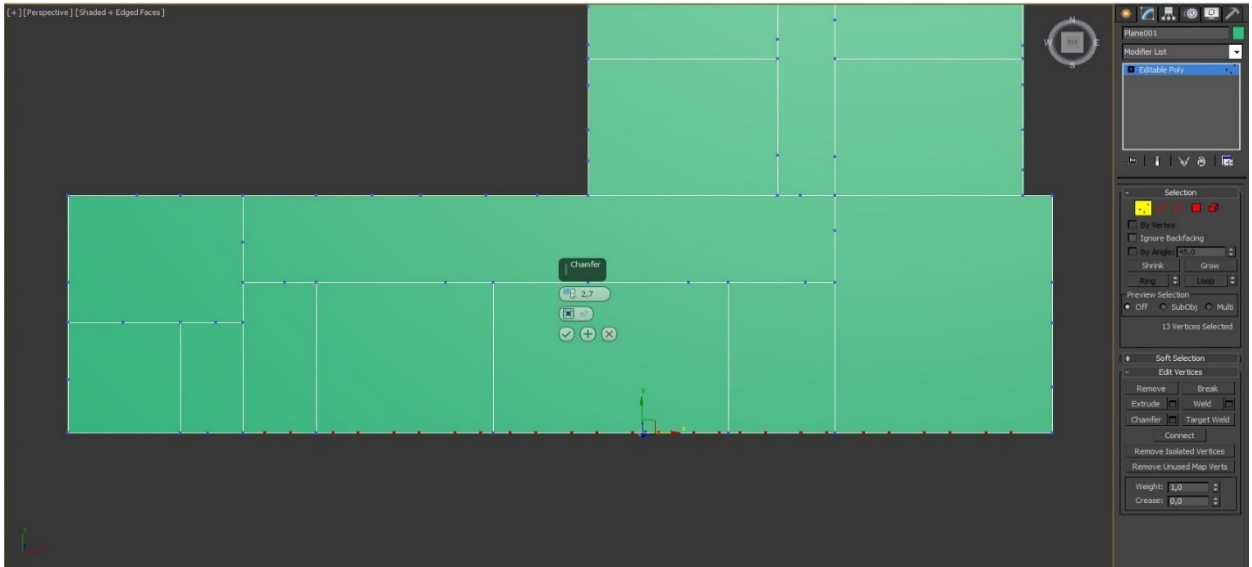 [+] [Perspective] [Shaded + Edged Faces]
N
W
E
S
Plane001
Modifier List
Editable Poly
Chamfer
2,7
Selection
By Vertex
Ignore Backfacing
By Angle: 45,0
Shrink Grow
Ring Loop
Preview Selection
Off SubObj Multi
13 Vertices Selected
Soft Selection
Edit Vertices
Remove Break
Extrude Weld
Chamfer Target Weld
Connect
Remove Isolated Vertices
Remove Unused Map Verts
Weight: 1,0
Crease: 0,0